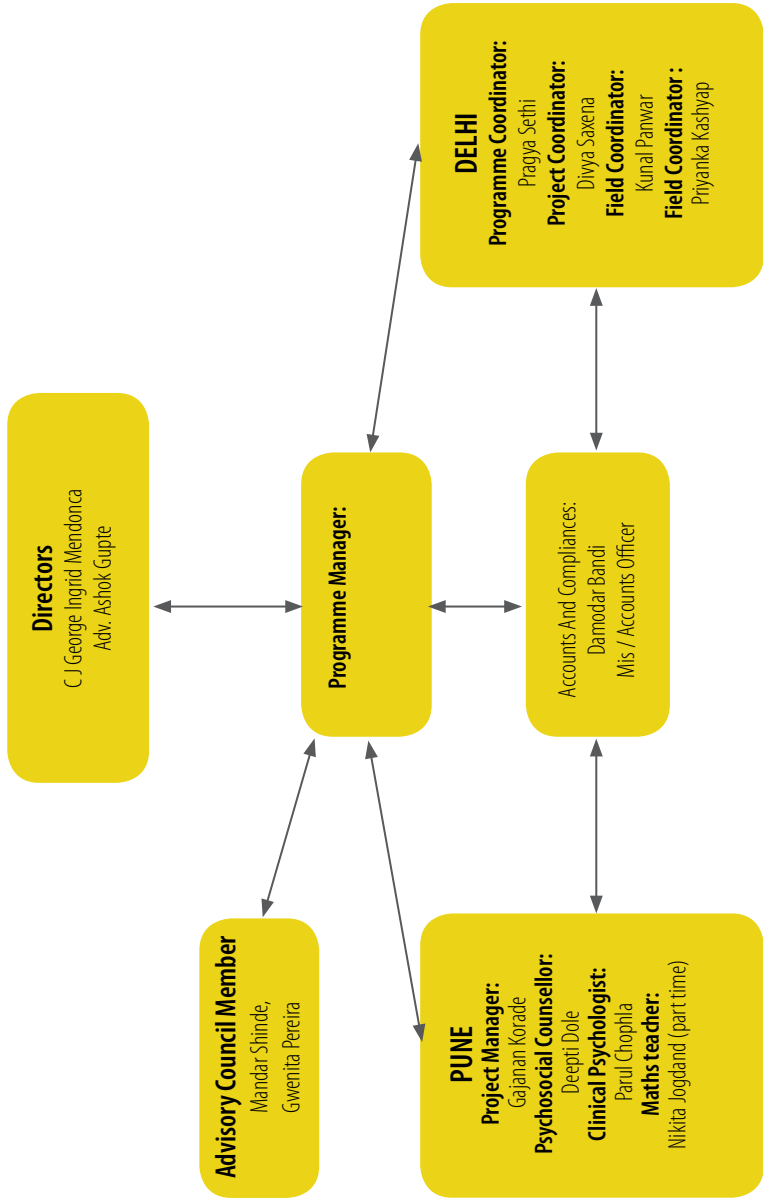 Directors
C J George Ingrid Mendonca
Adv. Ashok Gupte
Advisory Council Member
Mandar Shinde,
Gwenita Pereira
Programme Manager:
PUNE
Project Manager:
Gajanan Korade
Psychosocial Counsellor:
Deepti Dole
Clinical Psychologist:
Parul Chophla
Maths teacher:
Nikita Jogdand (part time)
Accounts And Compliances:
Damodar Bandi
Mis / Accounts Officer
DELHI
Programme Coordinator:
Pragya Sethi
Project Coordinator:
Divya Saxena
Field Coordinator:
Kunal Panwar
Field Coordinator :
Priyanka Kashyap